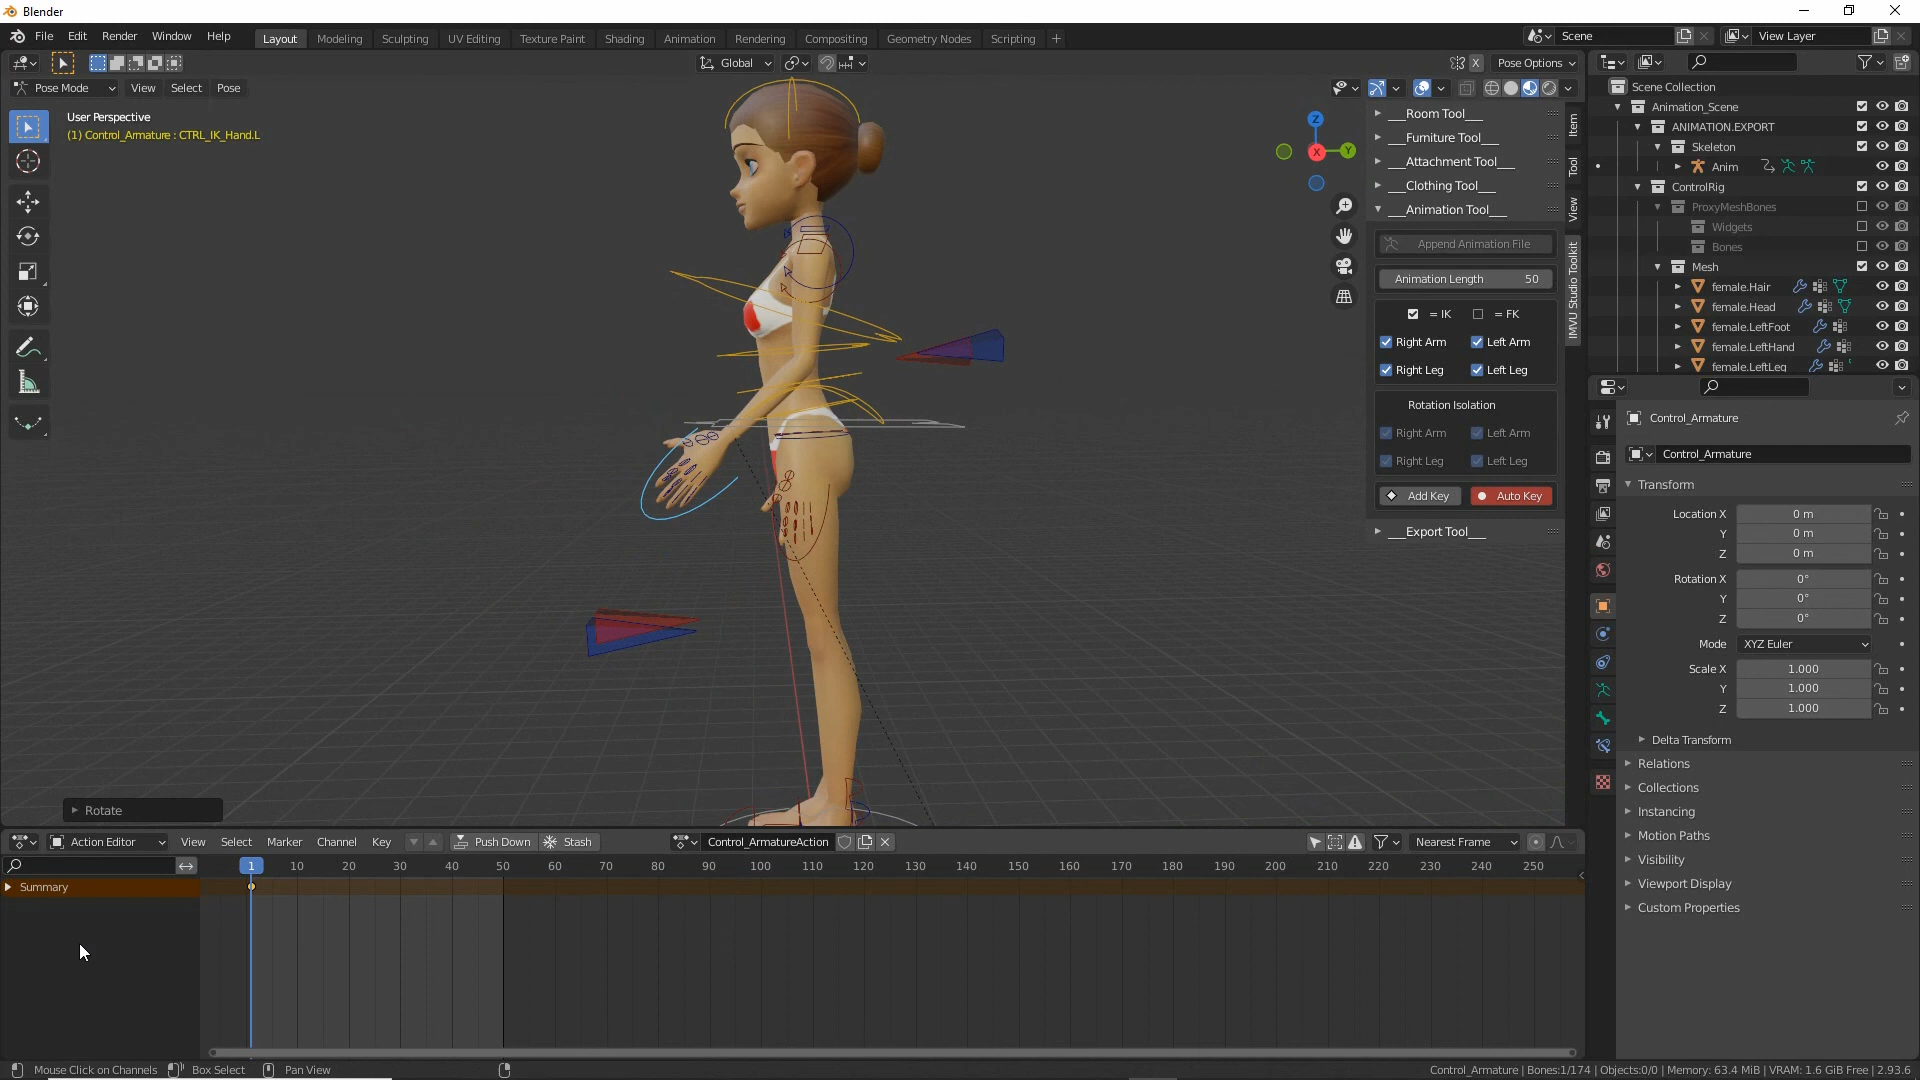 Blender
File Edit Render Window Help Layout Modeling Sculpting UV Editing Texture Paint Shading Animation Rendering Compositing Geometry Nodes Scripting + Scene View Layer
Global X Pose Options
Pose Mode View Select Pose
User Perspective
(1) Control_Armature : CTRL_IK_Hand.L
Z
X
Y
___Room Tool___
___Furniture Tool___
___Attachment Tool___
___Clothing Tool___
___Animation Tool___
Append Animation File
Animation Length 50
= IK = FK
Right Arm Left Arm
Right Leg Left Leg
Rotation Isolation
Right Arm Left Arm
Right Leg Left Leg
Add Key Auto Key
___Export Tool___
Item
Tool
View
IMVU Studio Toolkit
Scene Collection
Animation_Scene
ANIMATION.EXPORT
Skeleton
Anim
ControlRig
ProxyMeshBones
Widgets
Bones
Mesh
female.Hair
female.Head
female.LeftFoot
female.LeftHand
female.LeftLeg
Control_Armature
Control_Armature
Transform
Location X 0 m
Y 0 m
Z 0 m
Rotation X 0°
Y 0°
Z 0°
Mode XYZ Euler
Scale X 1.000
Y 1.000
Z 1.000
Delta Transform
Relations
Collections
Instancing
Motion Paths
Visibility
Viewport Display
Custom Properties
Rotate
Action Editor View Select Marker Channel Key Push Down Stash Control_ArmatureAction Nearest Frame
1 10 20 30 40 50 60 70 80 90 100 110 120 130 140 150 160 170 180 190 200 210 220 230 240 250
Summary
Mouse Click on Channels Box Select Pan View Control_Armature | Bones:1/174 | Objects:0/0 | Memory: 63.4 MiB | VRAM: 1.6 GiB Free | 2.93.6